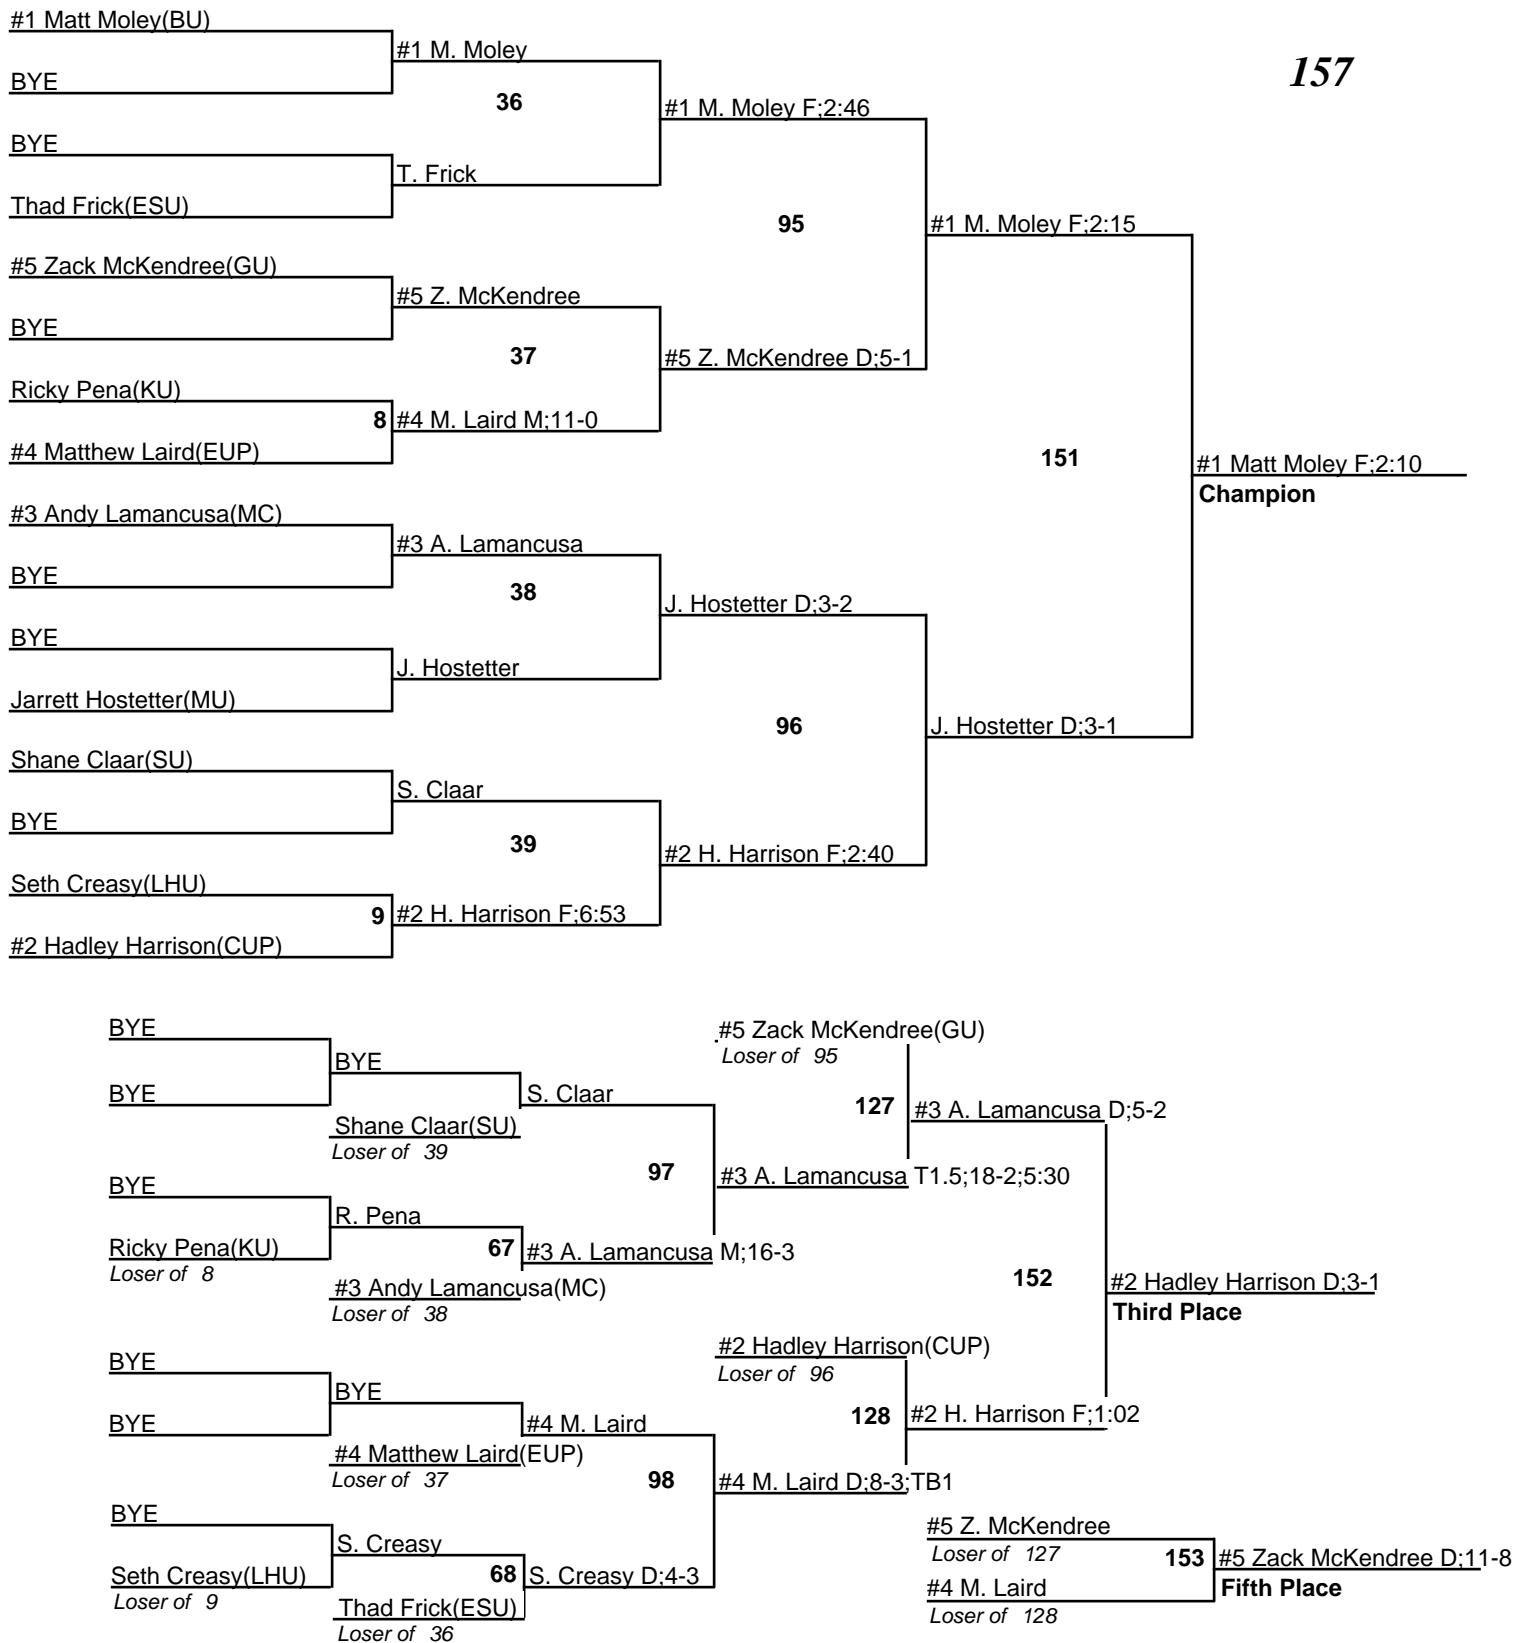 #1 Matt Moley(BU)
157
#1 M. Moley
BYE
36
#1 M. Moley F;2:46
BYE
T. Frick
Thad Frick(ESU)
95
#1 M. Moley F;2:15
#5 Zack McKendree(GU)
#5 Z. McKendree
BYE
37
#5 Z. McKendree D;5-1
Ricky Pena(KU)
8
#4 M. Laird M;11-0
#4 Matthew Laird(EUP)
151
#1 Matt Moley F;2:10
Champion
#3 Andy Lamancusa(MC)
#3 A. Lamancusa
BYE
38
J. Hostetter D;3-2
BYE
J. Hostetter
Jarrett Hostetter(MU)
96
J. Hostetter D;3-1
Shane Claar(SU)
S. Claar
BYE
39
#2 H. Harrison F;2:40
Seth Creasy(LHU)
9
#2 H. Harrison F;6:53
#2 Hadley Harrison(CUP)
BYE
#5 Zack McKendree(GU)
Loser of 95
BYE
BYE
S. Claar
127
#3 A. Lamancusa D;5-2
Shane Claar(SU)
Loser of 39
97
#3 A. Lamancusa T1.5;18-2;5:30
BYE
R. Pena
Ricky Pena(KU)
67
#3 A. Lamancusa M;16-3
Loser of 8
#3 Andy Lamancusa(MC)
Loser of 38
152
#2 Hadley Harrison D;3-1
Third Place
#2 Hadley Harrison(CUP)
Loser of 96
BYE
BYE
BYE
#4 M. Laird
128
#2 H. Harrison F;1:02
#4 Matthew Laird(EUP)
Loser of 37
98
#4 M. Laird D;8-3;TB1
BYE
S. Creasy
Seth Creasy(LHU)
68
S. Creasy D;4-3
Loser of 9
Thad Frick(ESU)
Loser of 36
#5 Z. McKendree
Loser of 127
153
#5 Zack McKendree D;11-8
#4 M. Laird
Fifth Place
Loser of 128